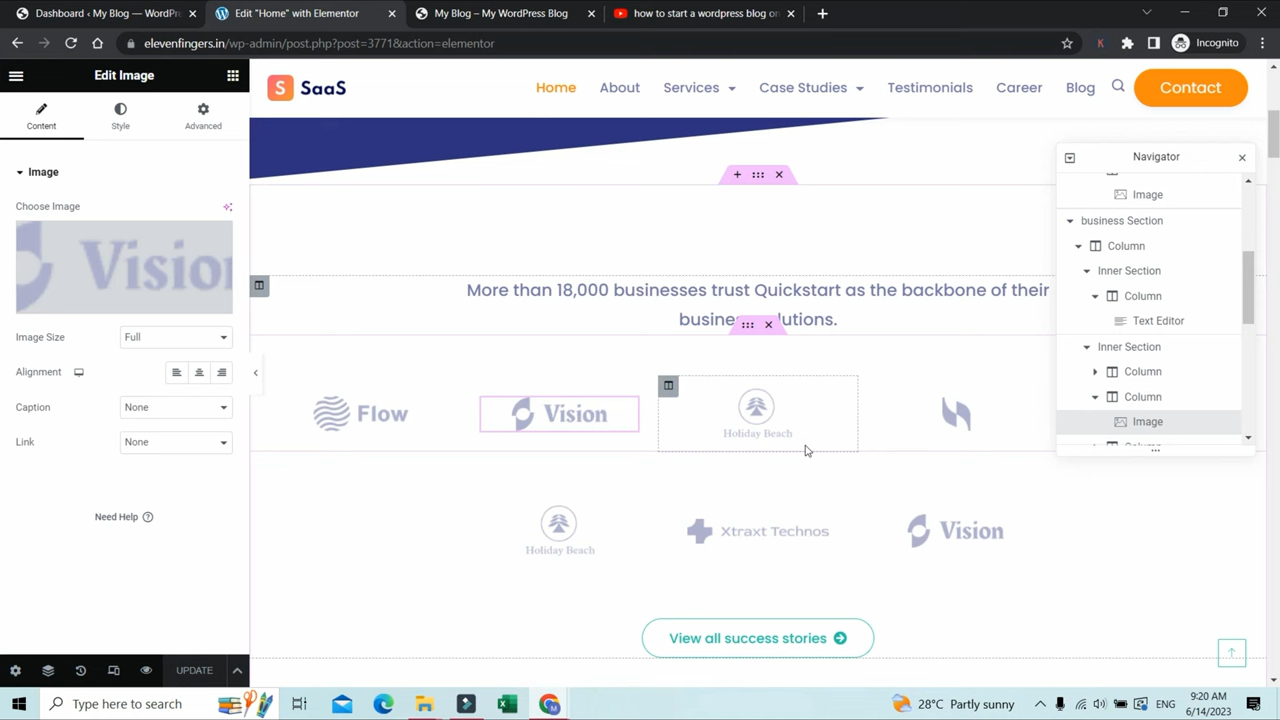 Dashboard ‹ My Blog — WordPre
Edit "Home" with Elementor
My Blog – My WordPress Blog
how to start a wordpress blog on
elevenfingers.in/wp-admin/post.php?post=3771&action=elementor
Incognito
Edit Image
Content
Style
Advanced
Image
Choose Image
Vision
Image Size
Full
Alignment
Caption
None
Link
None
Need Help
UPDATE
S SaaS
Home
About
Services
Case Studies
Testimonials
Career
Blog
Contact
More than 18,000 businesses trust Quickstart as the backbone of their
business solutions.
Flow
Vision
Holiday Beach
Holiday Beach
Xtraxt Technos
Vision
View all success stories
Navigator
Image
business Section
Column
Inner Section
Column
Text Editor
Inner Section
Column
Column
Image
Type here to search
28°C Partly sunny
ENG
9:20 AM
6/14/2023